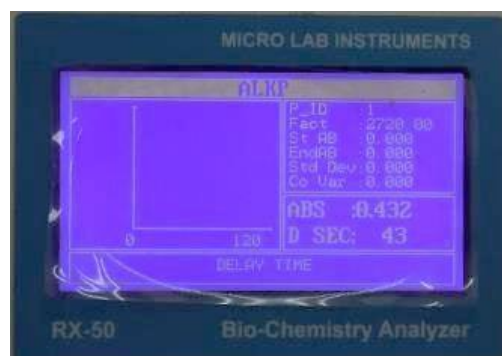 MICRO LAB INSTRUMENTS
ALKP
P_ID :1
Fact :2720.00
St AB :0.000
EndAB :0.000
Std Dev:0.000
Co Var :0.000
ABS :0.432
D SEC: 43
0 120
DELAY TIME
RX-50 Bio-Chemistry Analyzer